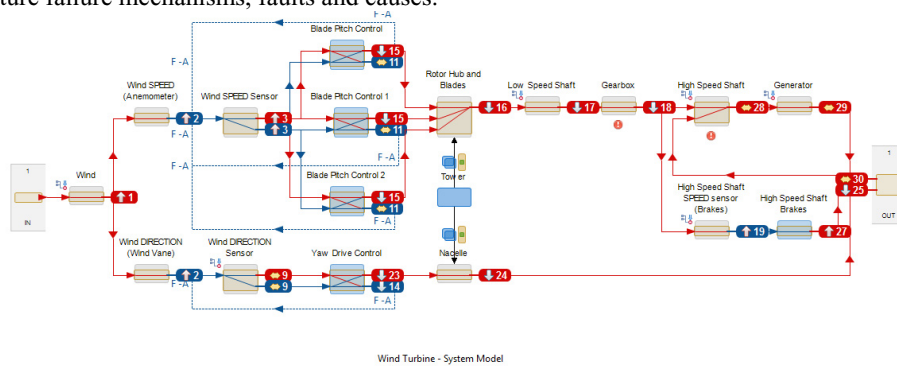 ture failure mechanisms, faults and causes.
F -A
Blade Pitch Control
15
11
F -A
Wind SPEED
(Anemometer)
Wind SPEED Sensor
Blade Pitch Control 1
Rotor Hub and
Blades
Low Speed Shaft
Gearbox
High Speed Shaft
Generator
2
3
3
15
11
16
17
18
28
29
F -A
F -A
F -A
1
IN
Wind
1
Blade Pitch Control 2
15
11
Tower
High Speed Shaft
SPEED sensor
(Brakes)
High Speed Shaft
Brakes
19
27
30
25
1
OUT
Wind DIRECTION
(Wind Vane)
Wind DIRECTION
Sensor
Yaw Drive Control
Nacelle
2
9
9
23
14
24
F -A
F -A
Wind Turbine - System Model